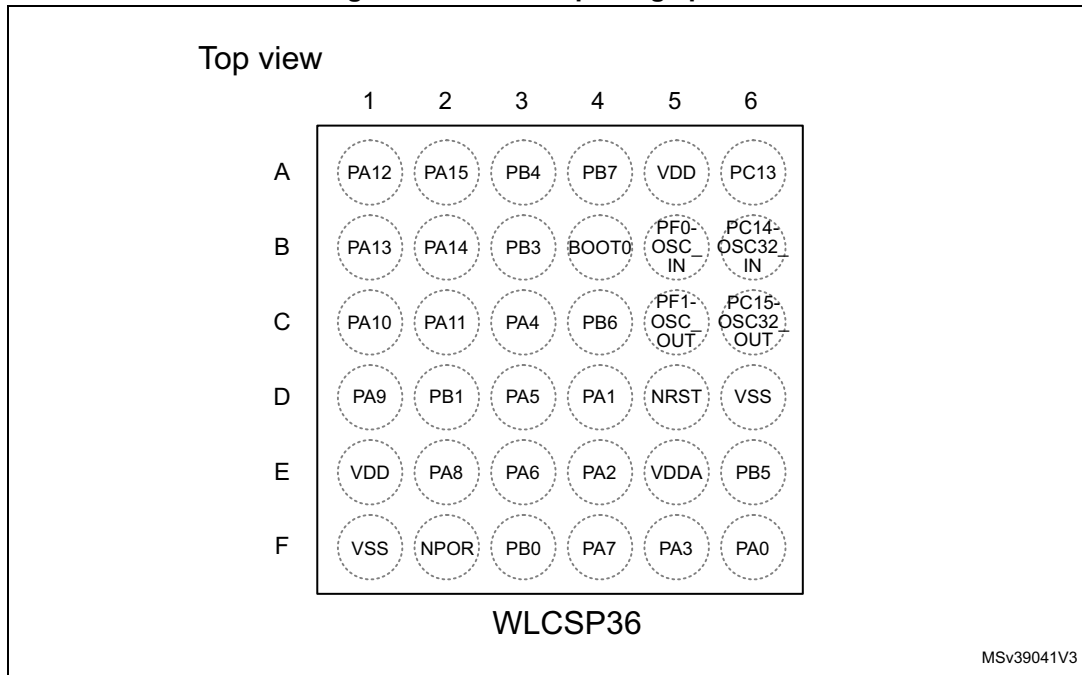 Top view
1 2 3 4 5 6
A PA12 PA15 PB4 PB7 VDD PC13
B PA13 PA14 PB3 BOOT0 PF0-OSC_IN PC14-OSC32_IN
C PA10 PA11 PA4 PB6 PF1-OSC_OUT PC15-OSC32_OUT
D PA9 PB1 PA5 PA1 NRST VSS
E VDD PA8 PA6 PA2 VDDA PB5
F VSS NPOR PB0 PA7 PA3 PA0
WLCSP36
MSv39041V3